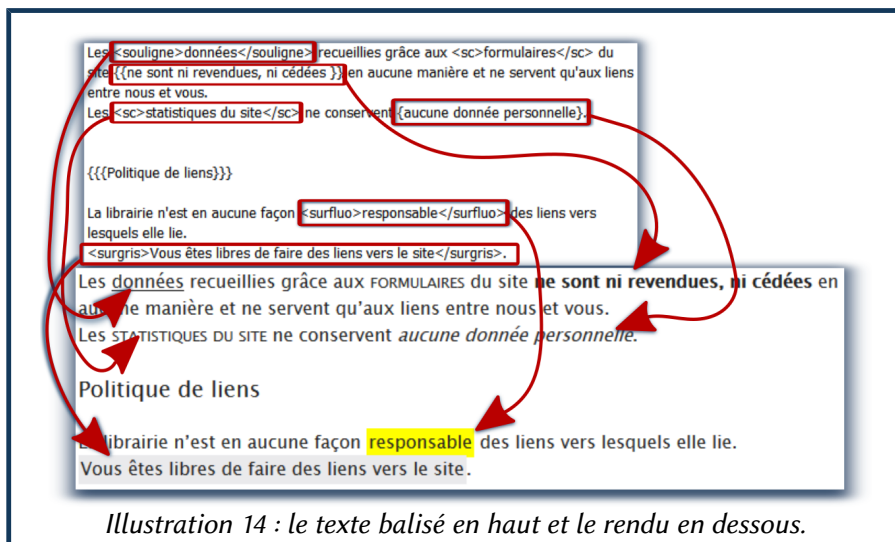 Les <souligne>données</souligne> recueillies grâce aux <sc>formulaires</sc> du
site {{ne sont ni revendues, ni cédées }} en aucune manière et ne servent qu'aux liens
entre nous et vous.
Les <sc>statistiques du site</sc> ne conservent {aucune donnée personnelle}.
{{{Politique de liens}}}
La librairie n'est en aucune façon <surfluo>responsable</surfluo> des liens vers
lesquels elle lie.
<surgris>Vous êtes libres de faire des liens vers le site</surgris>.
Les données recueillies grâce aux FORMULAIRES du site ne sont ni revendues, ni cédées en
aucune manière et ne servent qu’aux liens entre nous et vous.
Les STATISTIQUES DU SITE ne conservent aucune donnée personnelle.
Politique de liens
La librairie n’est en aucune façon responsable des liens vers lesquels elle lie.
Vous êtes libres de faire des liens vers le site.
Illustration 14 : le texte balisé en haut et le rendu en dessous.